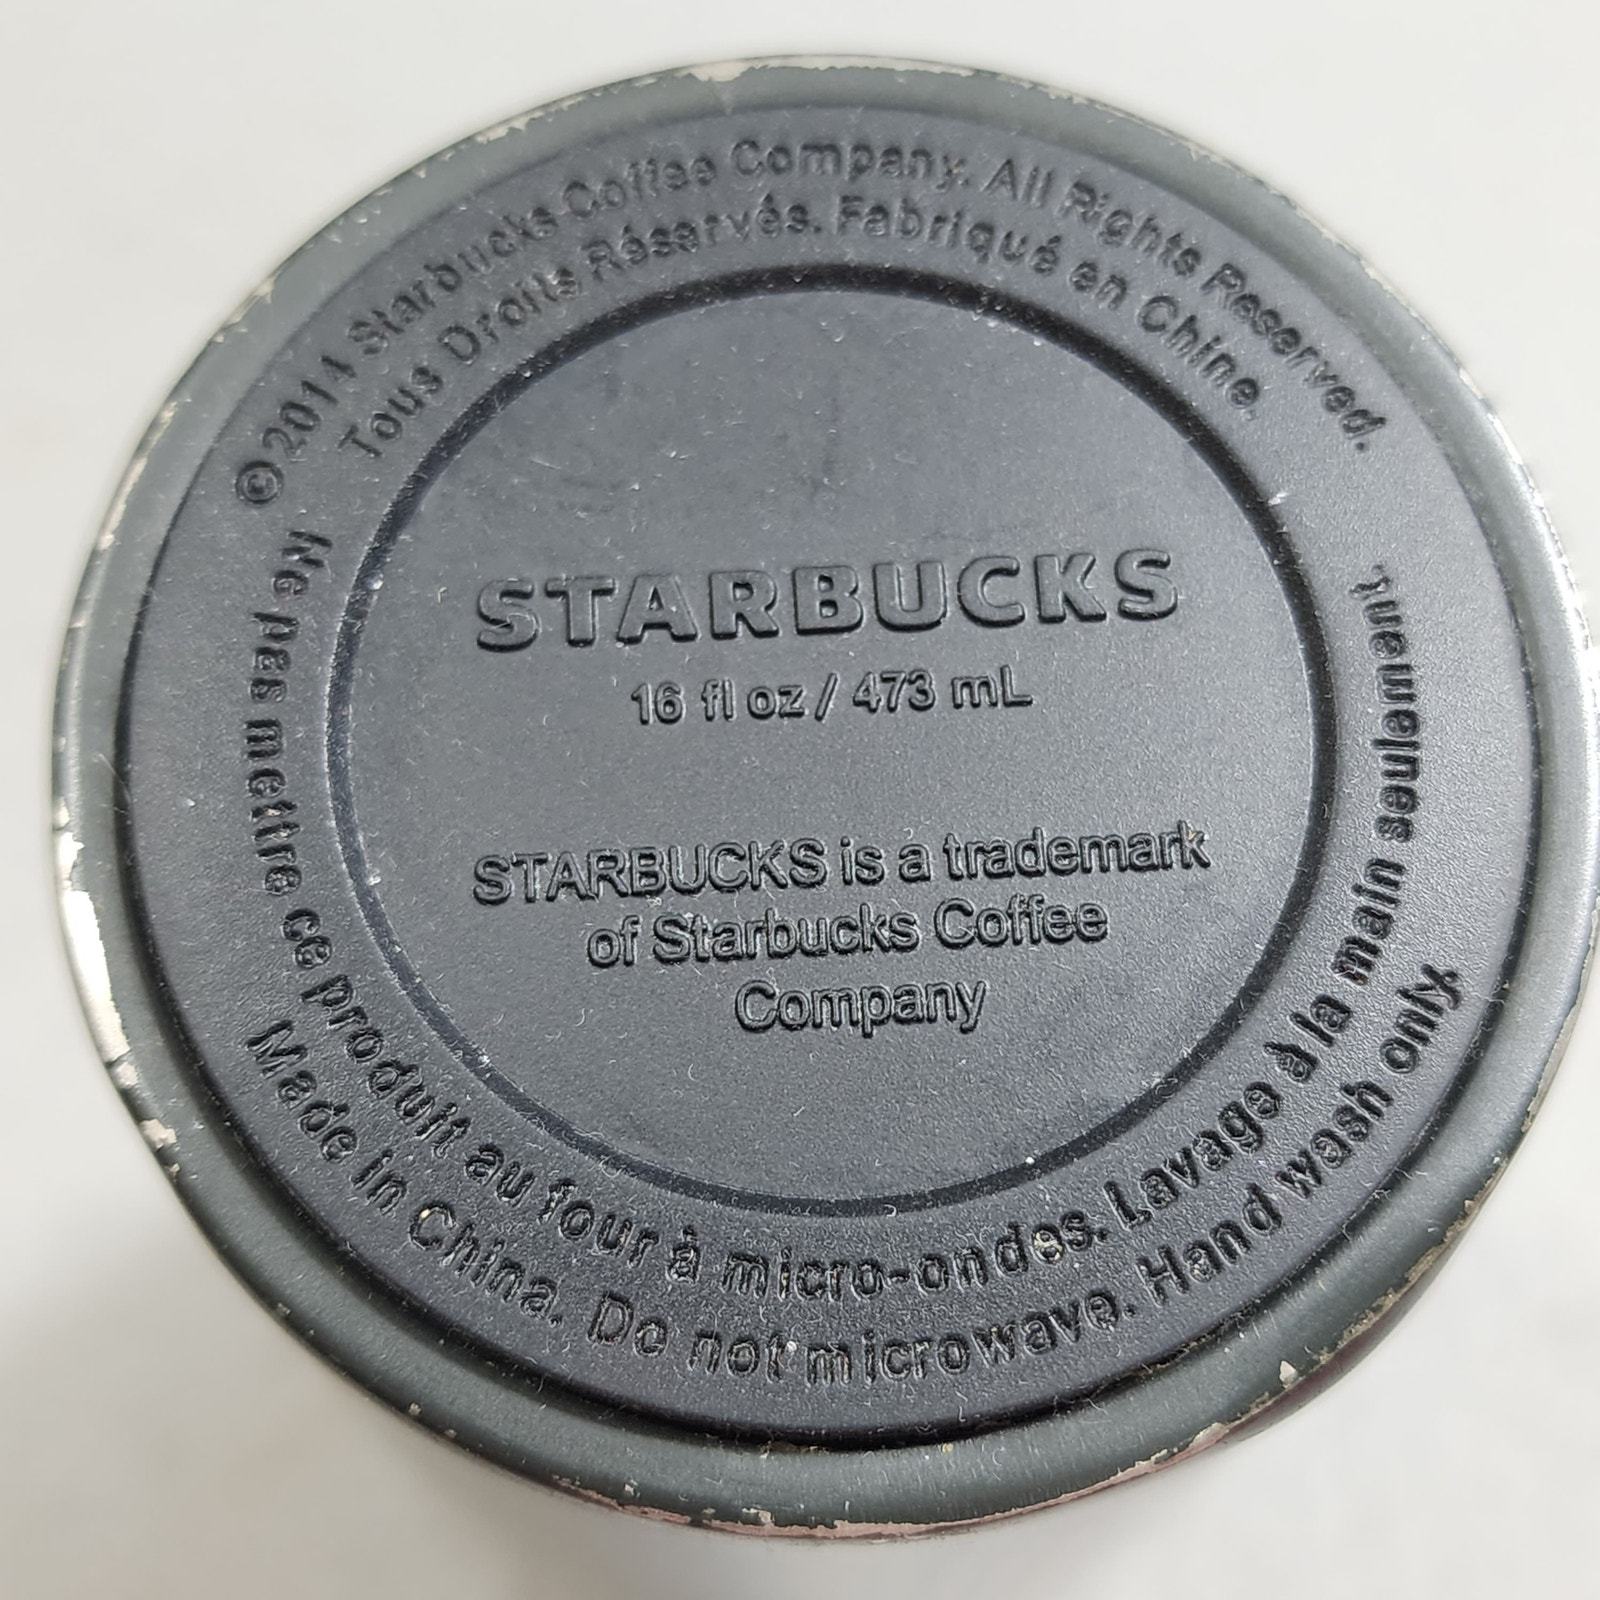 ©2014 Starbucks Coffee Company. All Rights Reserved.
Tous Droits Réservés. Fabriqué en Chine.
STARBUCKS
16 fl oz / 473 mL
STARBUCKS is a trademark
of Starbucks Coffee
Company
Ne pas mettre ce produit au four à micro-ondes. Lavage à la main seulement.
Made in China. Do not microwave. Hand wash only.